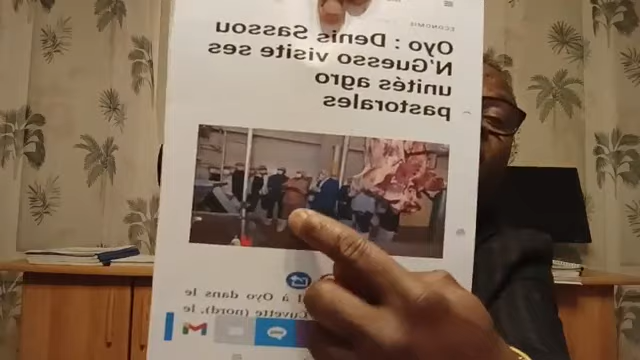 ECONOMIE
Oyo : Denis Sassou
N'Guesso visite ses
unités agro
pastorales
l à Oyo dans le
Cuvette (nord), le